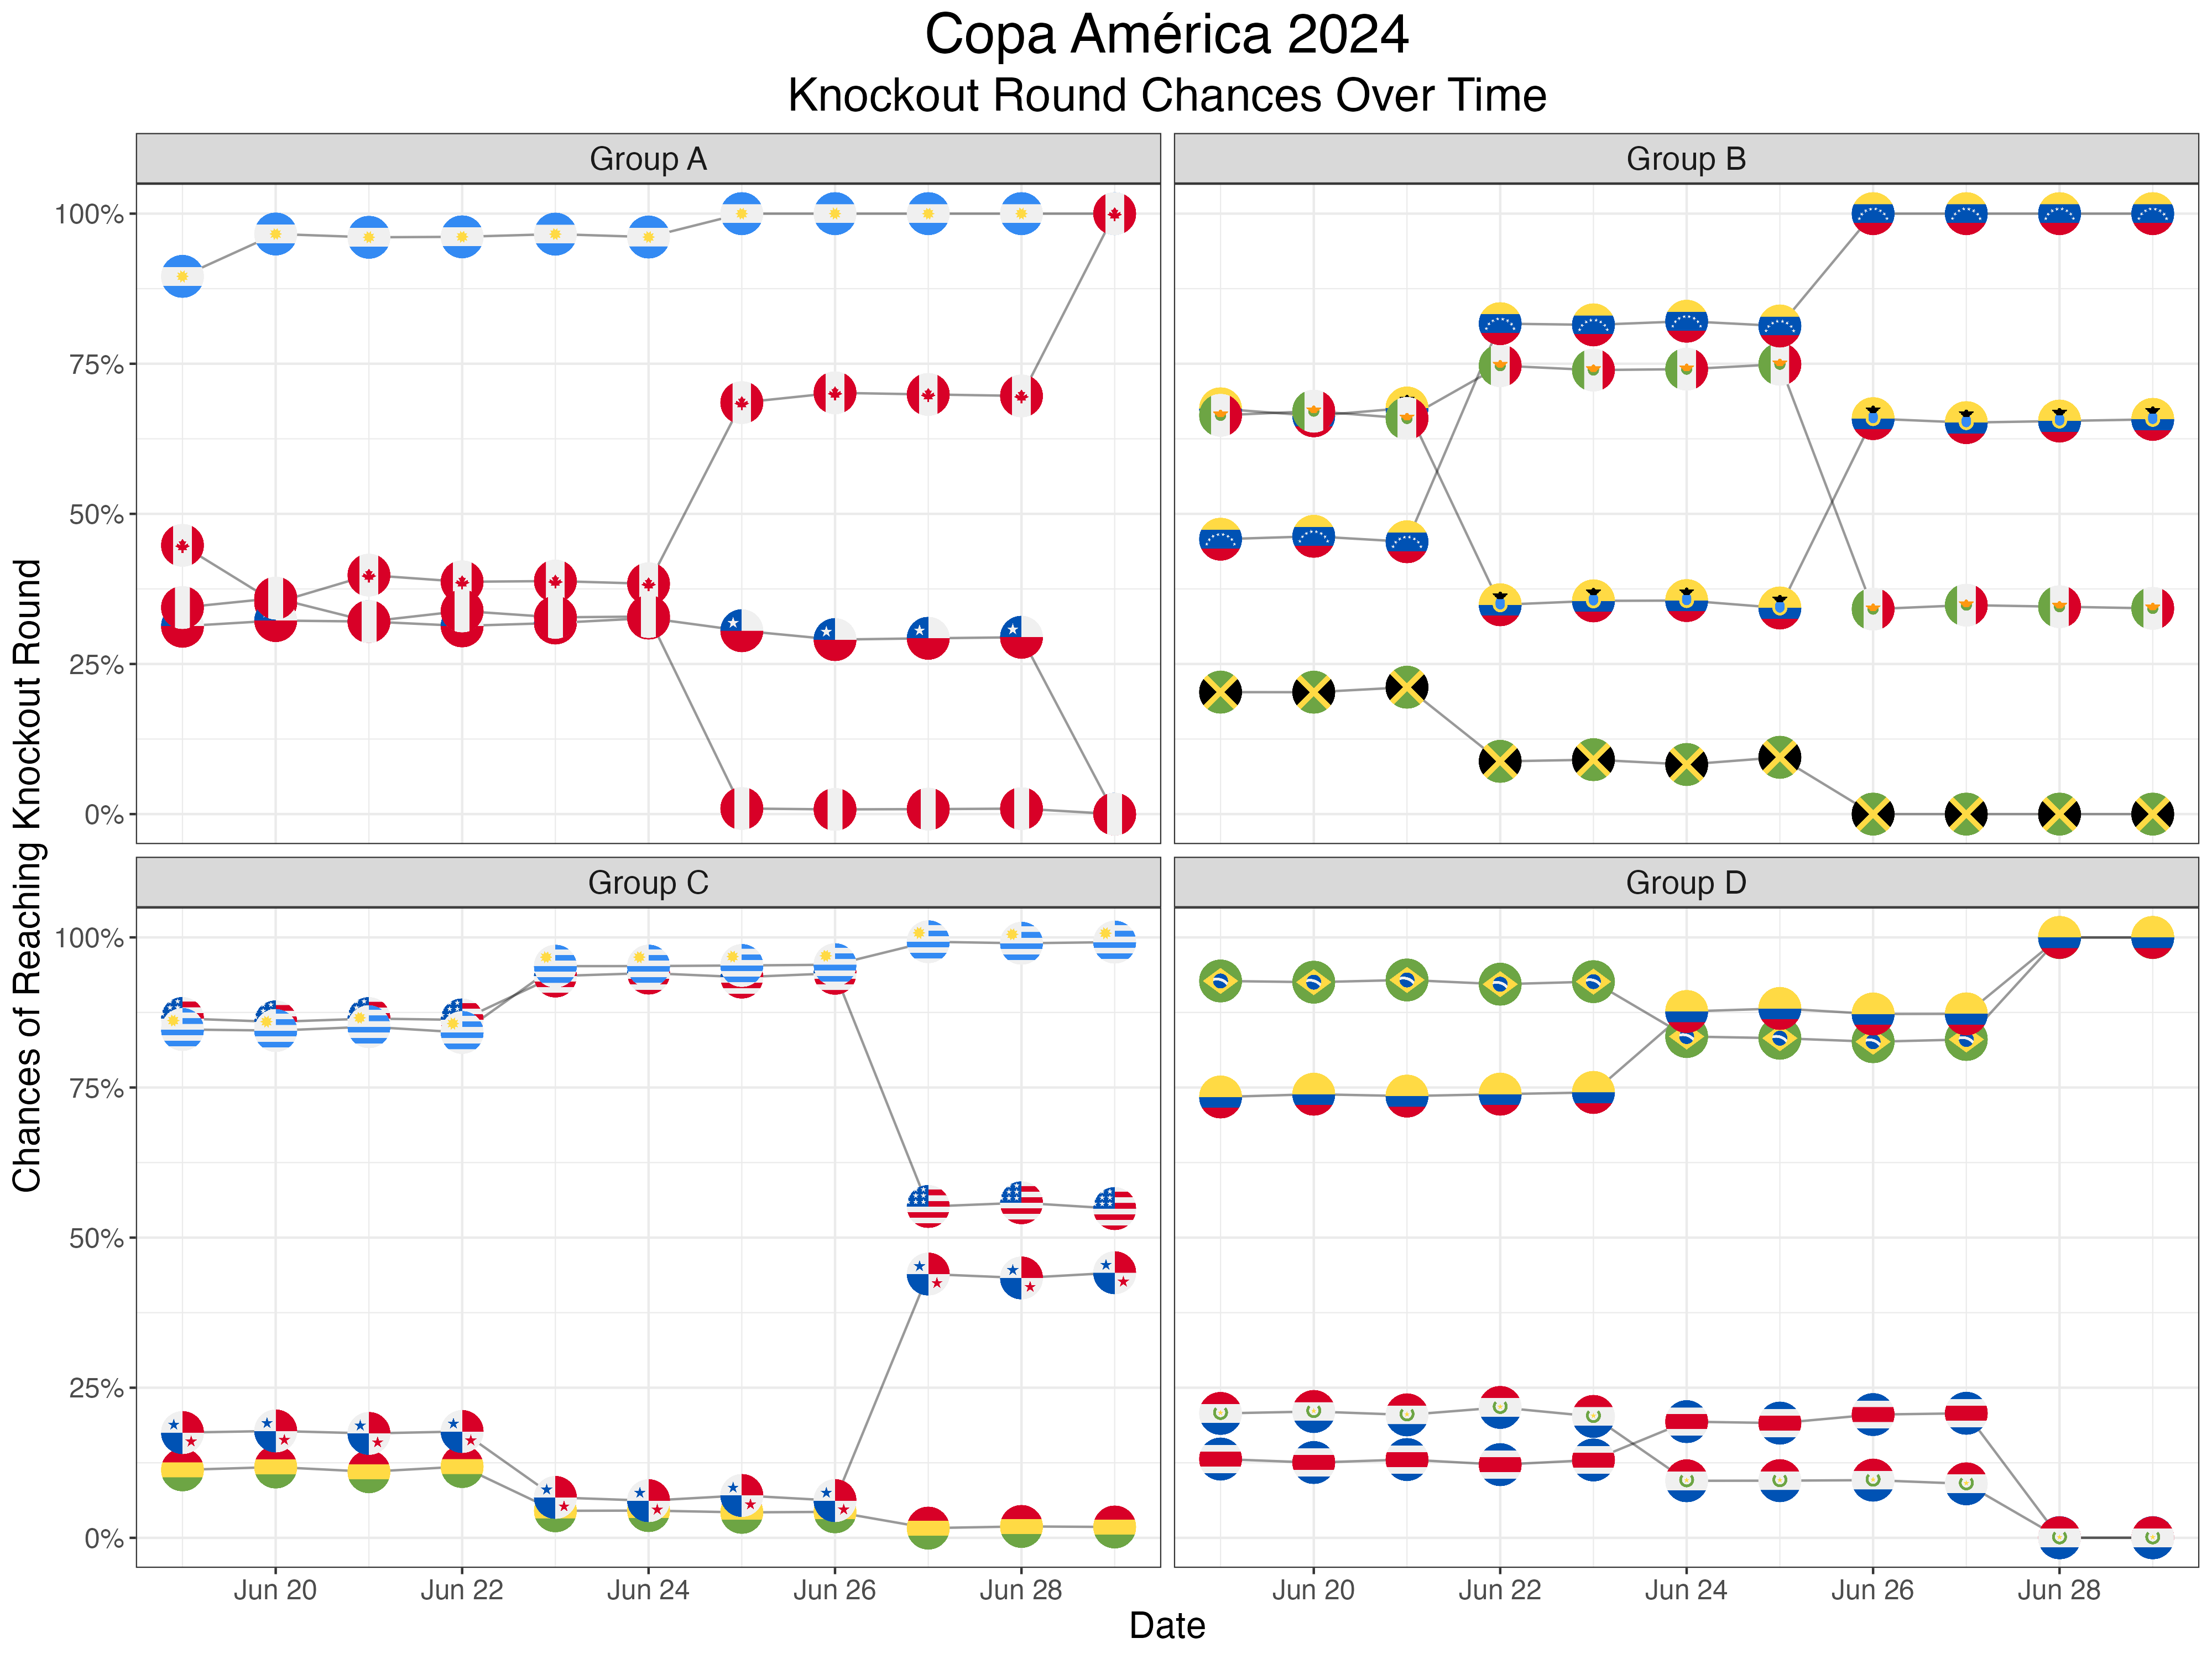 Copa América 2024
Knockout Round Chances Over Time
Group A
Group B
100%
75%
50%
25%
0%
Chances of Reaching Knockout Round
Group C
Group D
100%
75%
50%
25%
0%
Jun 20
Jun 22
Jun 24
Jun 26
Jun 28
Jun 20
Jun 22
Jun 24
Jun 26
Jun 28
Date